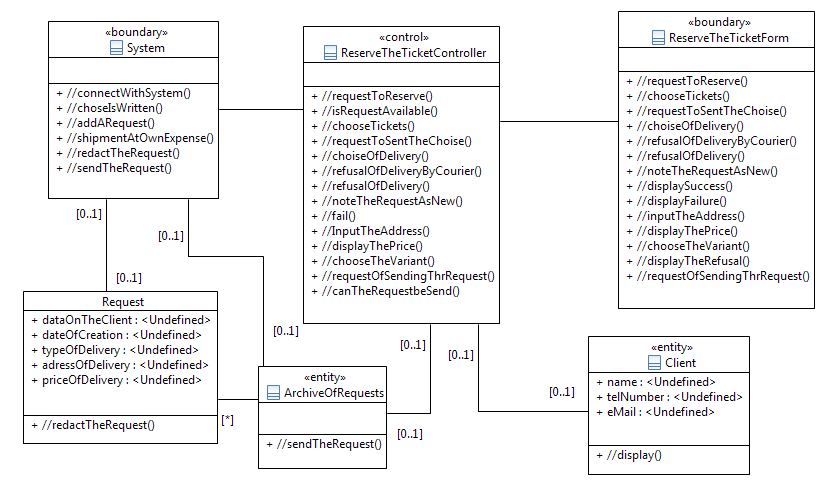 «boundary»
System
+ //connectWithSystem()
+ //choseIsWritten()
+ //addARequest()
+ //shipmentAtOwnExpense()
+ //redactTheRequest()
+ //sendTheRequest()
«control»
ReserveTheTicketController
+ //requestToReserve()
+ //isRequestAvailable()
+ //chooseTickets()
+ //requestToSentTheChoise()
+ //choiseOfDelivery()
+ //refusalOfDeliveryByCourier()
+ //refusalOfDelivery()
+ //noteTheRequestAsNew()
+ //fail()
+ //InputTheAddress()
+ //displayThePrice()
+ //chooseTheVariant()
+ //requestOfSendingThrRequest()
+ //canTheRequestbeSend()
«boundary»
ReserveTheTicketForm
+ //requestToReserve()
+ //chooseTickets()
+ //requestToSentTheChoise()
+ //choiseOfDelivery()
+ //refusalOfDeliveryByCourier()
+ //refusalOfDelivery()
+ //noteTheRequestAsNew()
+ //displaySuccess()
+ //displayFailure()
+ //inputTheAddress()
+ //displayThePrice()
+ //chooseTheVariant()
+ //displayTheRefusal()
+ //requestOfSendingThrRequest()
[0..1]
[0..1]
[0..1]
[0..1]
[0..1]
[0..1]
Request
+ dataOnTheClient : <Undefined>
+ dateOfCreation : <Undefined>
+ typeOfDelivery : <Undefined>
+ adressOfDelivery : <Undefined>
+ priceOfDelivery : <Undefined>
+ //redactTheRequest()
[*]
«entity»
ArchiveOfRequests
+ //sendTheRequest()
[0..1]
[0..1]
«entity»
Client
+ name : <Undefined>
+ telNumber : <Undefined>
+ eMail : <Undefined>
+ //display()